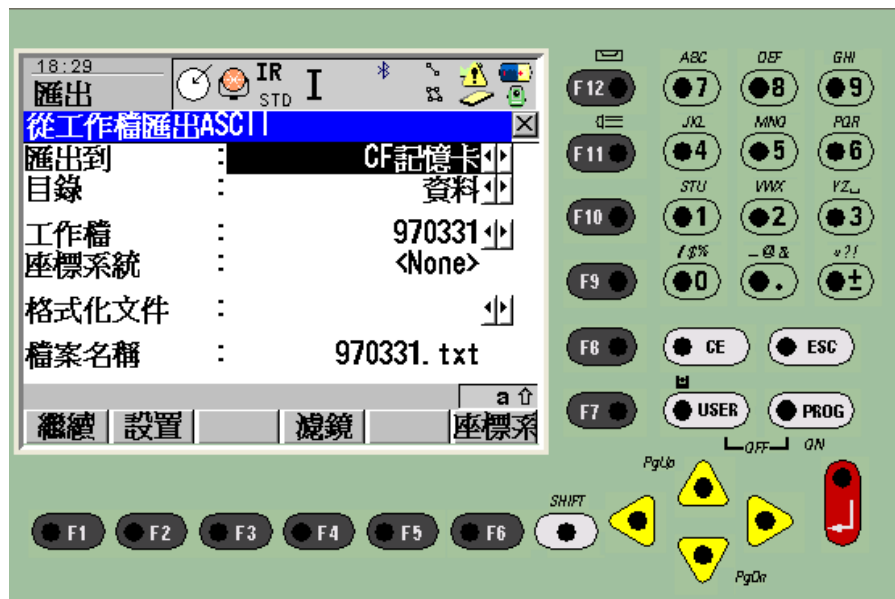 18:29
匯出
IR
STD
I
從工作檔匯出ASCII
匯出到 : CF記憶卡
目錄 : 資料
工作檔 : 970331
座標系統 : <None>
格式化文件 :
檔案名稱 : 970331.txt
a
繼續 設置 濾鏡 座標系
F12
ABC DEF GHI
7 8 9
F11
JKL MNO PQR
4 5 6
F10
STU VWX YZ
1 2 3
F9
/$% _@& *?!
0 . ±
F8 CE ESC
F7 USER PROG
OFF ON
PgUp
SHIFT
F1 F2 F3 F4 F5 F6
PgDn